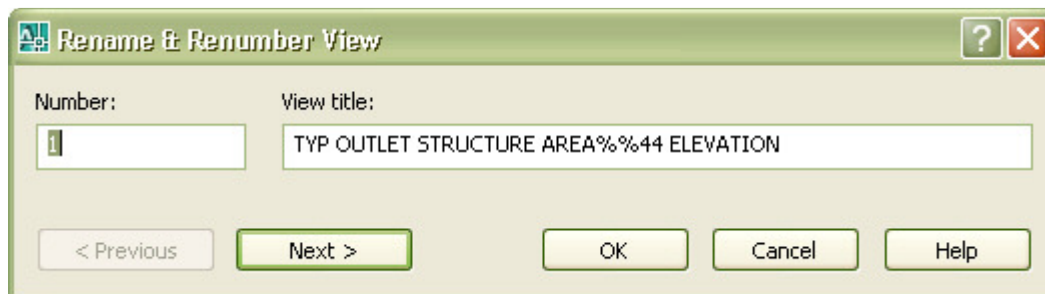 Rename & Renumber View
Number: View title:
1 TYP OUTLET STRUCTURE AREA%%44 ELEVATION
< Previous Next > OK Cancel Help